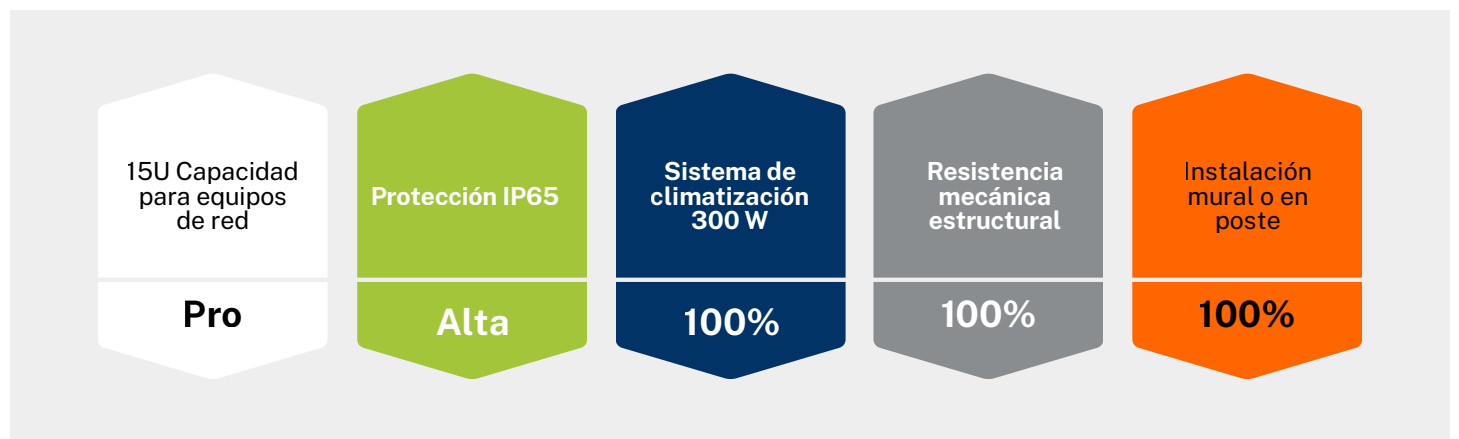 15U Capacidad
para equipos
de red
Pro
Protección IP65
Alta
Sistema de
climatización
300 W
100%
Resistencia
mecánica
estructural
100%
Instalación
mural o en
poste
100%